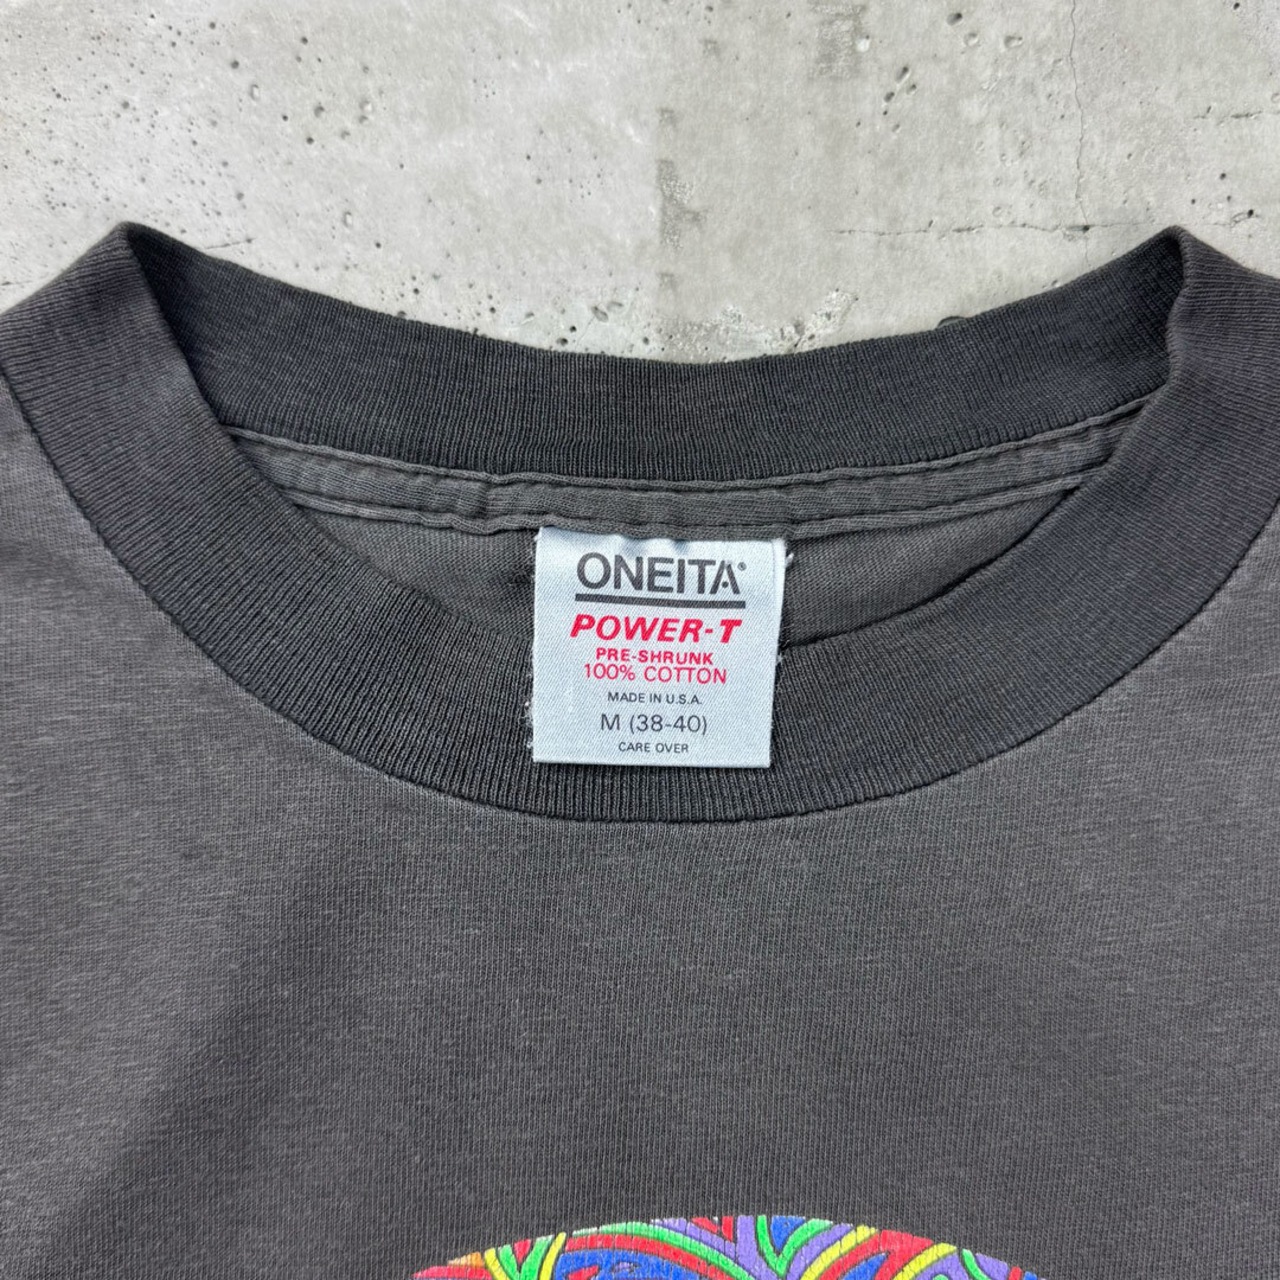 ONEITA®
POWER-T
PRE-SHRUNK
100% COTTON
MADE IN U.S.A.
M (38-40)
CARE OVER